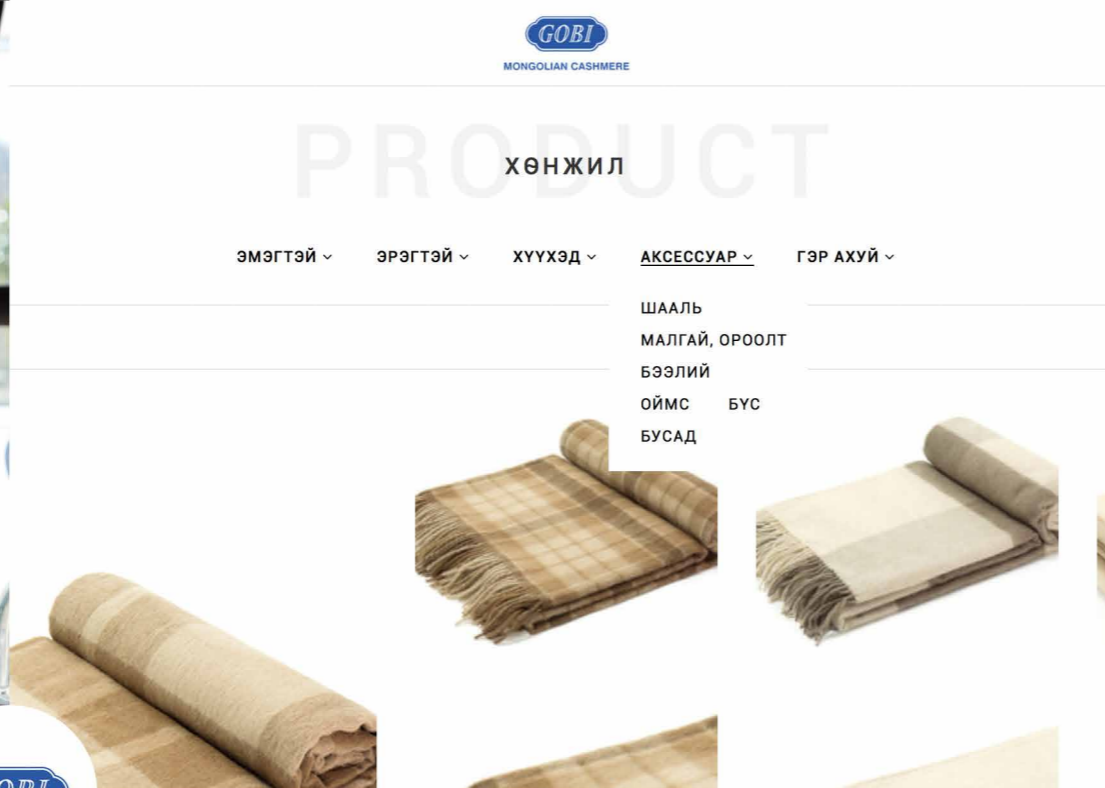 GOBI
MONGOLIAN CASHMERE
PRODUCT
ХӨНЖИЛ
ЭМЭГТЭЙ ЭРЭГТЭЙ ХҮҮХЭД АКСЕССУАР ГЭР АХУЙ
ШААЛЬ
МАЛГАЙ, ОРООЛТ
БЭЭЛИЙ
ОЙМС БҮС
БУСАД